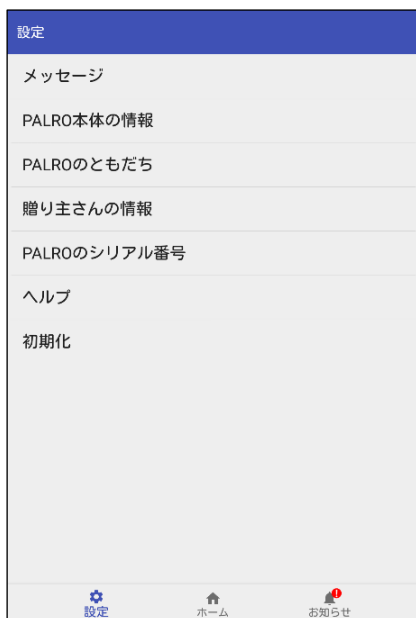 設定
メッセージ
PALRO本体の情報
PALROのともだち
贈り主さんの情報
PALROのシリアル番号
ヘルプ
初期化
!
設定
ホーム
お知らせ